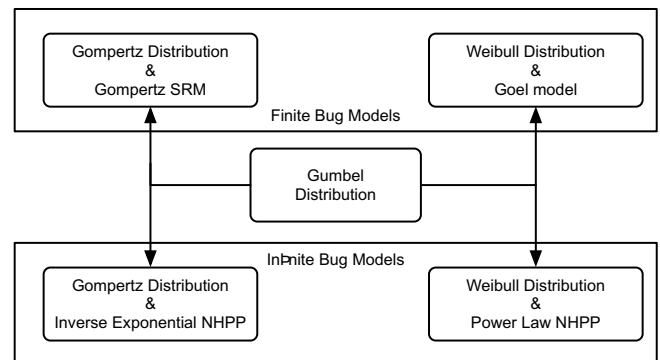 Gompertz Distribution
&
Gompertz SRM
Weibull Distribution
&
Goel model
Finite Bug Models
Gumbel
Distribution
InÞnite Bug Models
Gompertz Distribution
&
Inverse Exponential NHPP
Weibull Distribution
&
Power Law NHPP